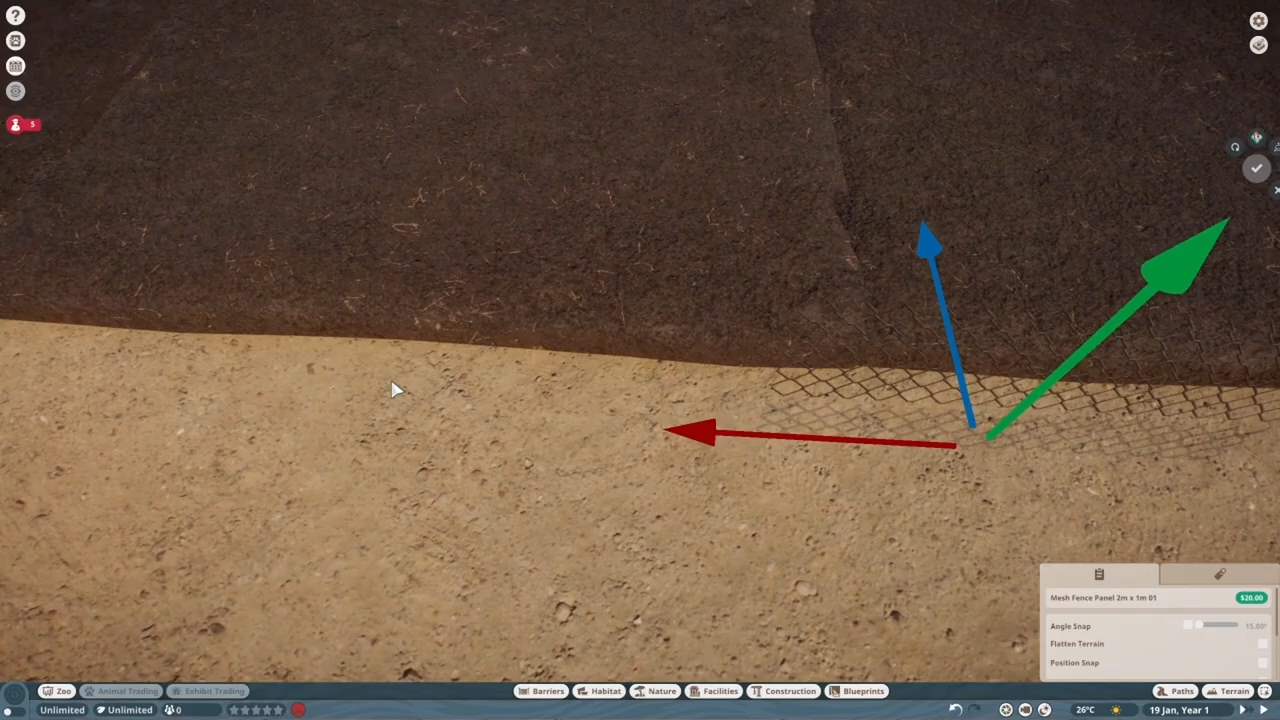 ?
5
Mesh Fence Panel 2m x 1m 01 $20.00
Angle Snap 15.00°
Flatten Terrain
Position Snap
Zoo Animal Trading Exhibit Trading Barriers Habitat Nature Facilities Construction Blueprints Paths Terrain
Unlimited Unlimited 0 26°C 19 Jan, Year 1